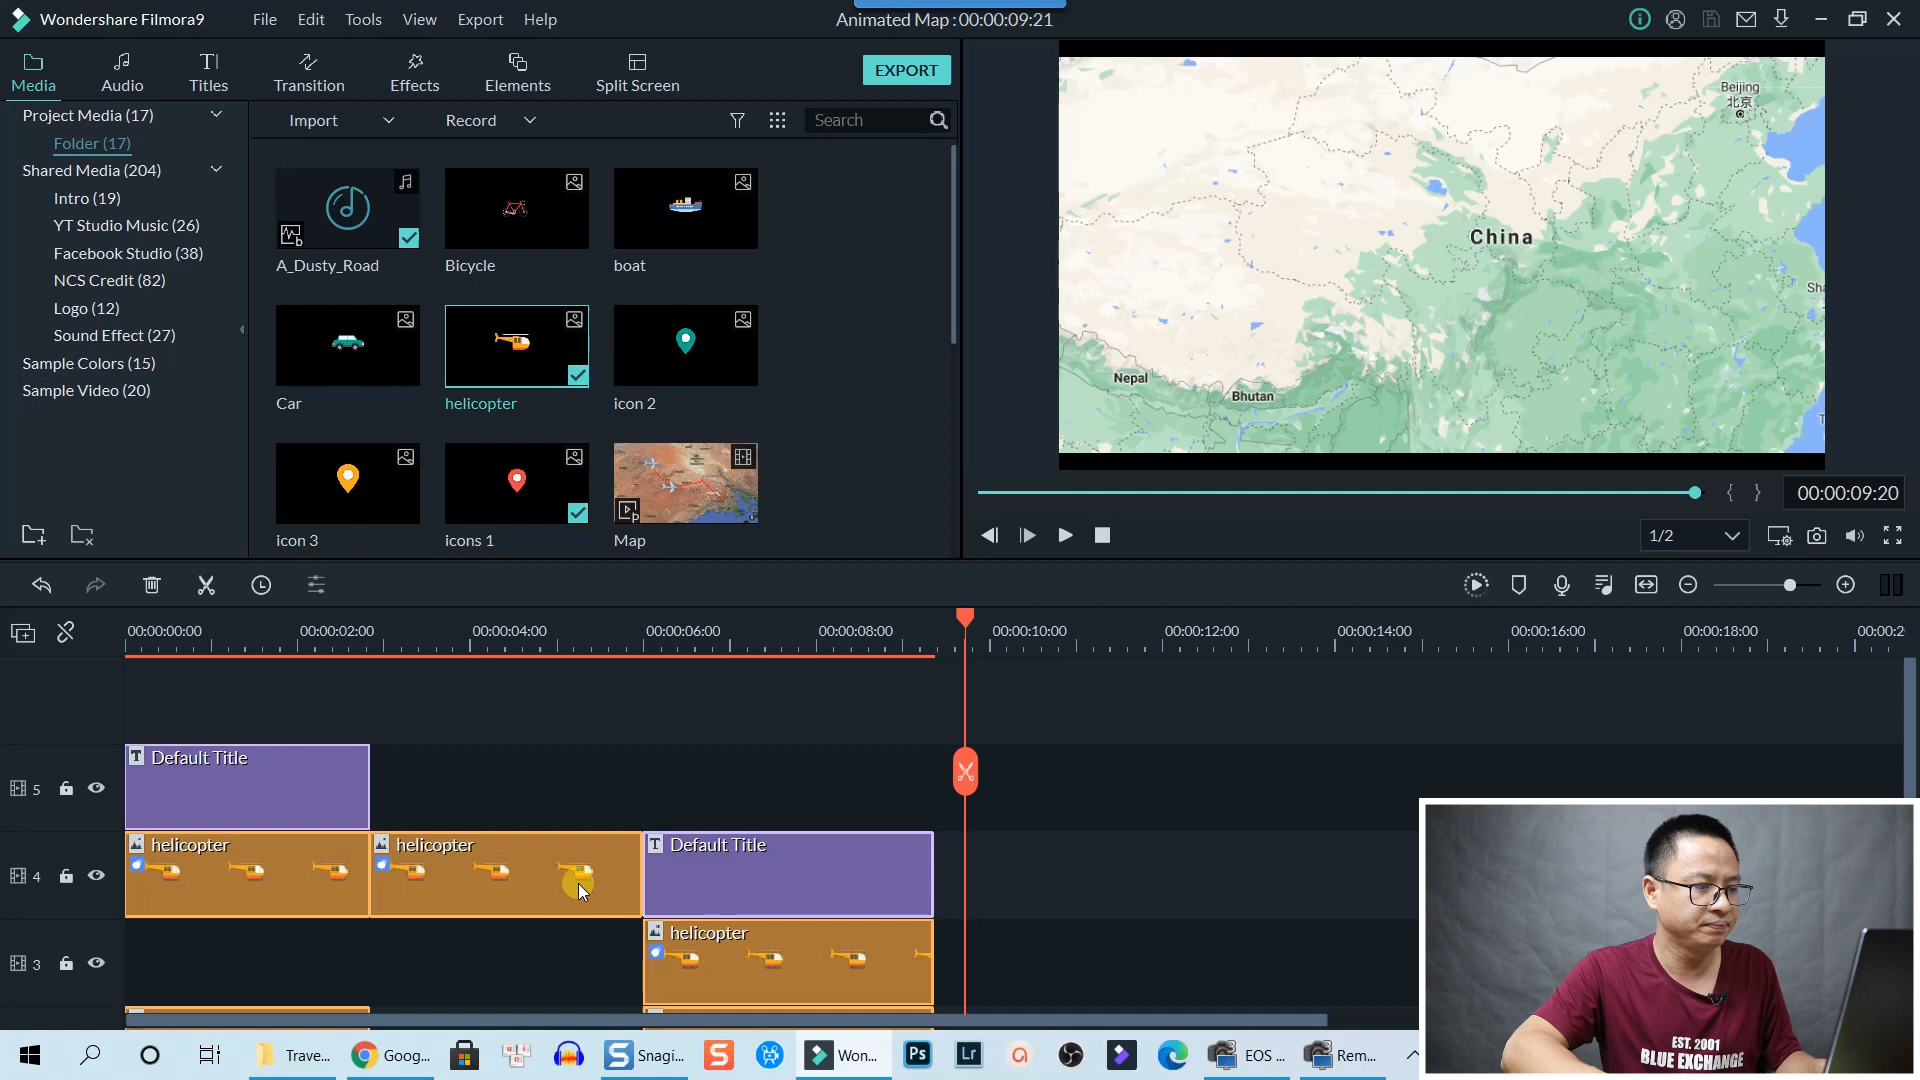 Wondershare Filmora9
File
Edit
Tools
View
Export
Help
Animated Map : 00:00:09:21
Media
Audio
Titles
Transition
Effects
Elements
Split Screen
EXPORT
Project Media (17)
Folder (17)
Shared Media (204)
Intro (19)
YT Studio Music (26)
Facebook Studio (38)
NCS Credit (82)
Logo (12)
Sound Effect (27)
Sample Colors (15)
Sample Video (20)
Import
Record
Search
A_Dusty_Road
Bicycle
boat
Car
helicopter
icon 2
icon 3
icons 1
Map
Beijing
北京
China
Sha
Nepal
Bhutan
00:00:09:20
1/2
00:00:00:00
00:00:02:00
00:00:04:00
00:00:06:00
00:00:08:00
00:00:10:00
00:00:12:00
00:00:14:00
00:00:16:00
00:00:18:00
00:00:2
5
Default Title
4
helicopter
helicopter
Default Title
3
helicopter
Trave...
Goog...
Snagi...
Won...
Ps
Lr
EOS ...
Rem...
EST. 2001
BLUE EXCHANGE